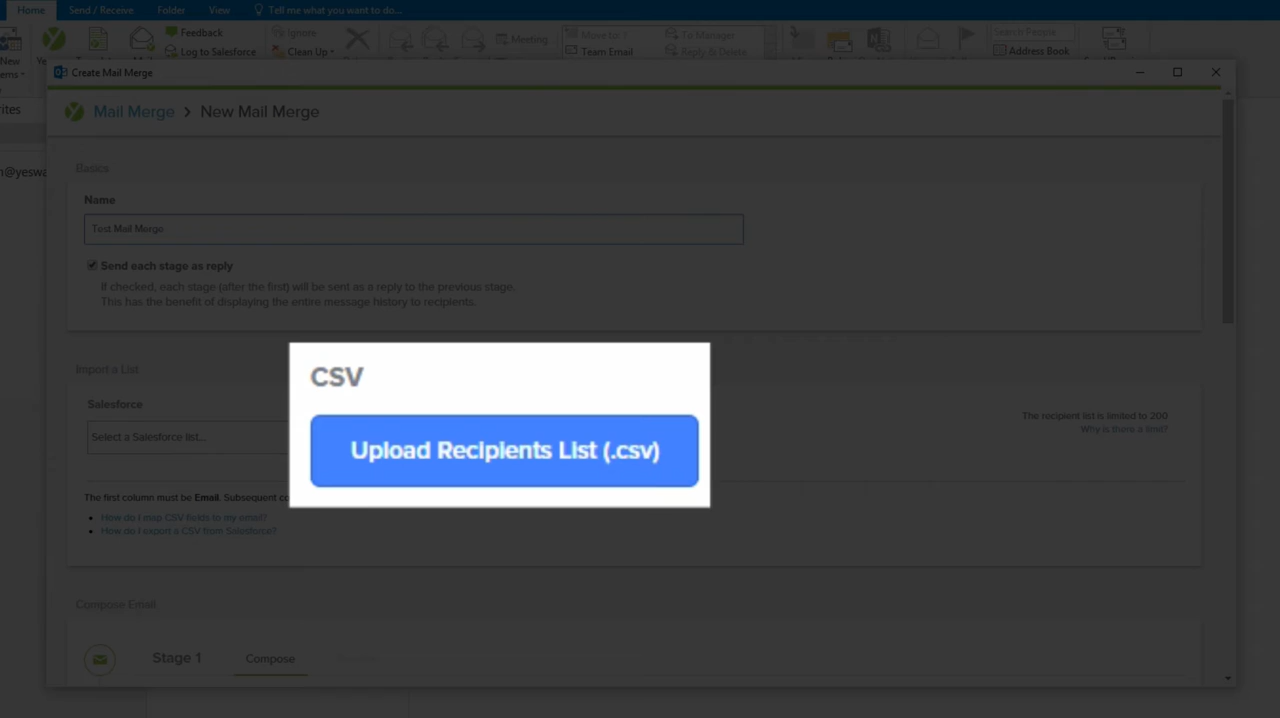 Home Send / Receive Folder View Tell me what you want to do...
Feedback
Ignore
Meeting
Move to: ?
To Manager
Search People
New
Log to Salesforce
Clean Up
Team Email
Reply & Delete
Address Book
Create Mail Merge
Mail Merge > New Mail Merge
Basics
Name
Test Mail Merge
Send each stage as reply
If checked, each stage (after the first) will be sent as a reply to the previous stage.
This has the benefit of displaying the entire message history to recipients.
Import a List
CSV
Salesforce
Select a Salesforce list...
Upload Recipients List (.csv)
The recipient list is limited to 200
Why is there a limit?
The first column must be Email. Subsequent
How do I map CSV fields to my email?
How do I export a CSV from Salesforce?
Compose Email
Stage 1 Compose